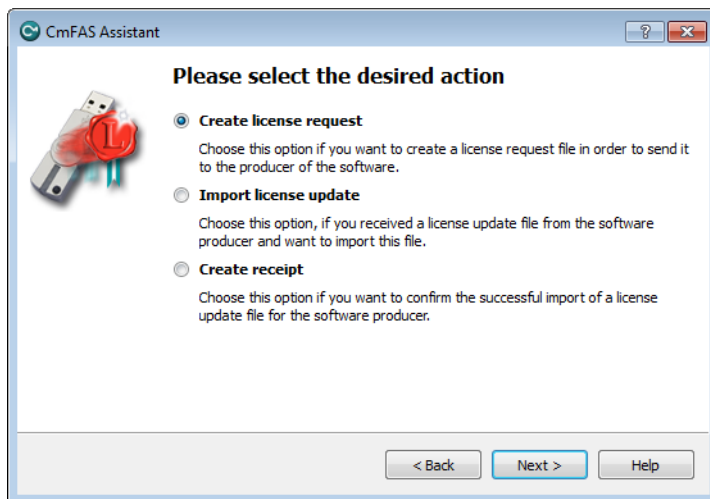 CmFAS Assistant
?
Please select the desired action
Create license request
Choose this option if you want to create a license request file in order to send it
to the producer of the software.
Import license update
Choose this option, if you received a license update file from the software
producer and want to import this file.
Create receipt
Choose this option if you want to confirm the successful import of a license
update file for the software producer.
L
< Back
Next >
Help